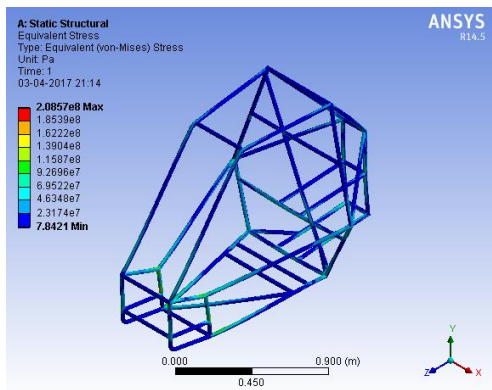 A: Static Structural
Equivalent Stress
Type: Equivalent (von-Mises) Stress
Unit: Pa
Time: 1
03-04-2017 21:14
2.0857e8 Max
1.8539e8
1.6222e8
1.3904e8
1.1587e8
9.2696e7
6.9522e7
4.6348e7
2.3174e7
7.8421 Min
ANSYS
R14.5
0.000 0.900 (m)
0.450
Y
Z X